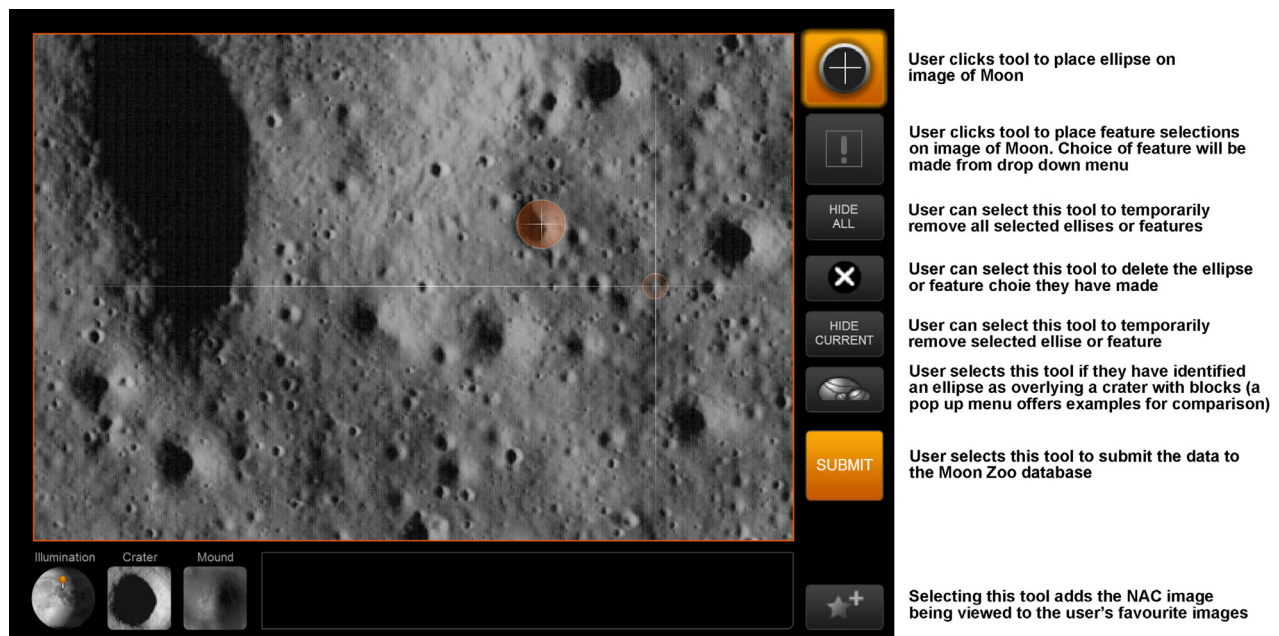 User clicks tool to place ellipse on
image of Moon
User clicks tool to place feature selections
on image of Moon. Choice of feature will be
made from drop down menu
HIDE
ALL
User can select this tool to temporarily
remove all selected ellises or features
User can select this tool to delete the ellipse
or feature choie they have made
HIDE
CURRENT
User can select this tool to temporarily
remove selected ellise or feature
User selects this tool if they have identified
an ellipse as overlying a crater with blocks (a
pop up menu offers examples for comparison)
SUBMIT
User selects this tool to submit the data to
the Moon Zoo database
Illumination Crater Mound
Selecting this tool adds the NAC image
being viewed to the user's favourite images